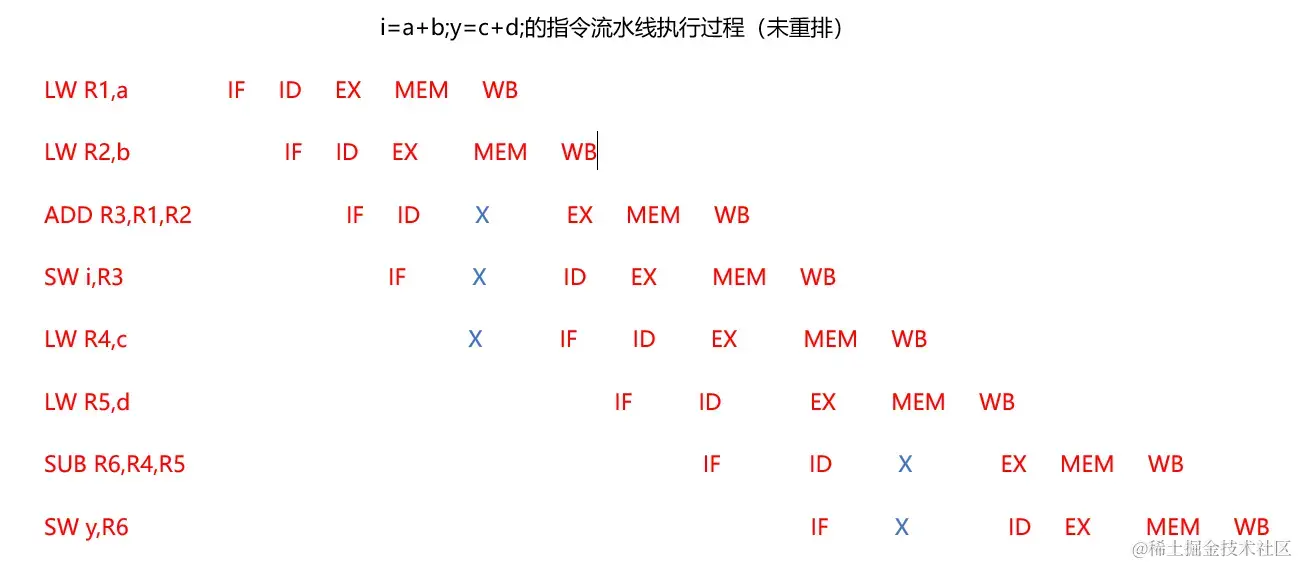 i=a+b;y=c+d;的指令流水线执行过程（未重排）
LW R1,a IF ID EX MEM WB
LW R2,b IF ID EX MEM WB
ADD R3,R1,R2 IF ID X EX MEM WB
SW i,R3 IF X ID EX MEM WB
LW R4,c X IF ID EX MEM WB
LW R5,d IF ID EX MEM WB
SUB R6,R4,R5 IF ID X EX MEM WB
SW y,R6 IF X ID EX MEM WB
@稀土掘金技术社区